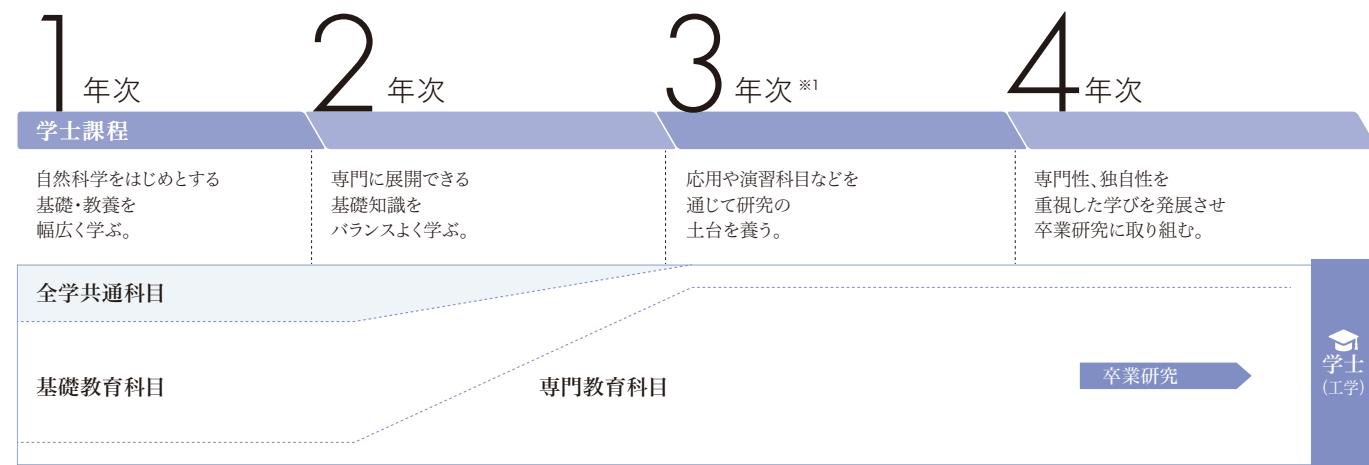 1年次
2年次
3年次※1
4年次
学士課程
自然科学をはじめとする
基礎・教養を
幅広く学ぶ。
専門に展開できる
基礎知識を
バランスよく学ぶ。
応用や演習科目などを
通じて研究の
土台を養う。
専門性、独自性を
重視した学びを発展させ
卒業研究に取り組む。
全学共通科目
基礎教育科目
専門教育科目
卒業研究
学士
(工学)